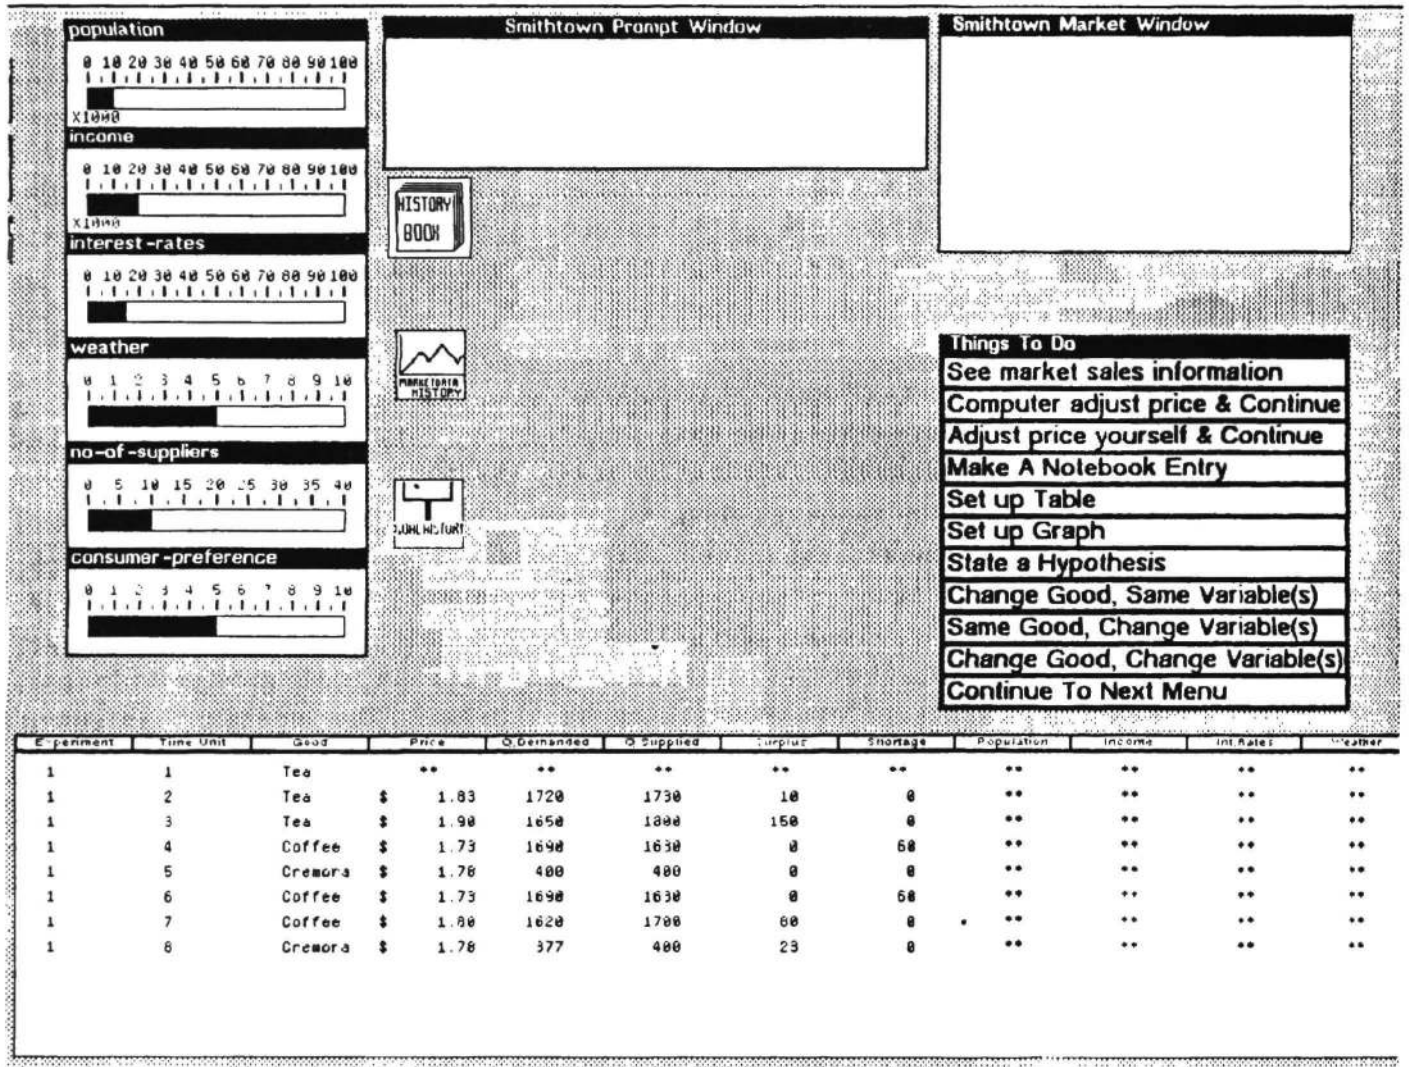 population
0 10 20 30 40 50 60 70 80 90 100
X1000
income
0 10 20 30 40 50 60 70 80 90 100
X1000
interest-rates
0 10 20 30 40 50 60 70 80 90 100
weather
0 1 2 3 4 5 6 7 8 9 10
no-of-suppliers
0 5 10 15 20 25 30 35 40
consumer-preference
0 1 2 3 4 5 6 7 8 9 10
Smithtown Prompt Window
HISTORY
BOOK
MARKETDATA
HISTORY
Smithtown Market Window
Things To Do
See market sales information
Computer adjust price & Continue
Adjust price yourself & Continue
Make A Notebook Entry
Set up Table
Set up Graph
State a Hypothesis
Change Good, Same Variable(s)
Same Good, Change Variable(s)
Change Good, Change Variable(s)
Continue To Next Menu
Experiment Time Unit Good Price Q.Demanded Q.Supplied Surplus Shortage Population Income Int.Rates Weather
1 1 Tea ** ** ** ** ** ** ** ** **
1 2 Tea $ 1.83 1720 1730 10 0 ** ** ** **
1 3 Tea $ 1.90 1650 1800 150 0 ** ** ** **
1 4 Coffee $ 1.73 1690 1630 0 60 ** ** ** **
1 5 Cremora $ 1.78 400 400 0 0 ** ** ** **
1 6 Coffee $ 1.73 1690 1630 0 60 ** ** ** **
1 7 Coffee $ 1.80 1620 1700 80 0 ** ** ** **
1 8 Cremora $ 1.78 377 400 23 0 ** ** ** **